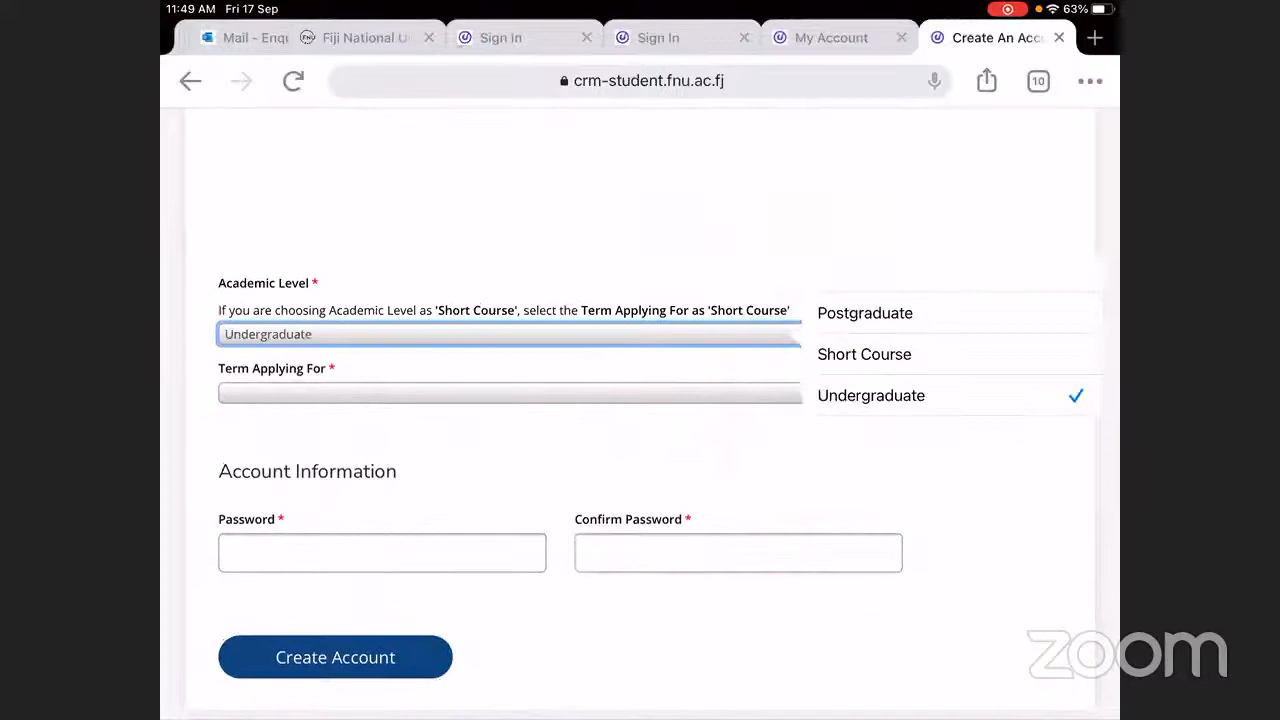 11:49 AM Fri 17 Sep 63%
Mail - Enqu Fiji National U Sign In Sign In My Account Create An Acc
crm-student.fnu.ac.fj 10
Academic Level *
If you are choosing Academic Level as 'Short Course', select the Term Applying For as 'Short Course'
Undergraduate
Term Applying For *
Postgraduate
Short Course
Undergraduate
Account Information
Password * Confirm Password *
Create Account
zoom